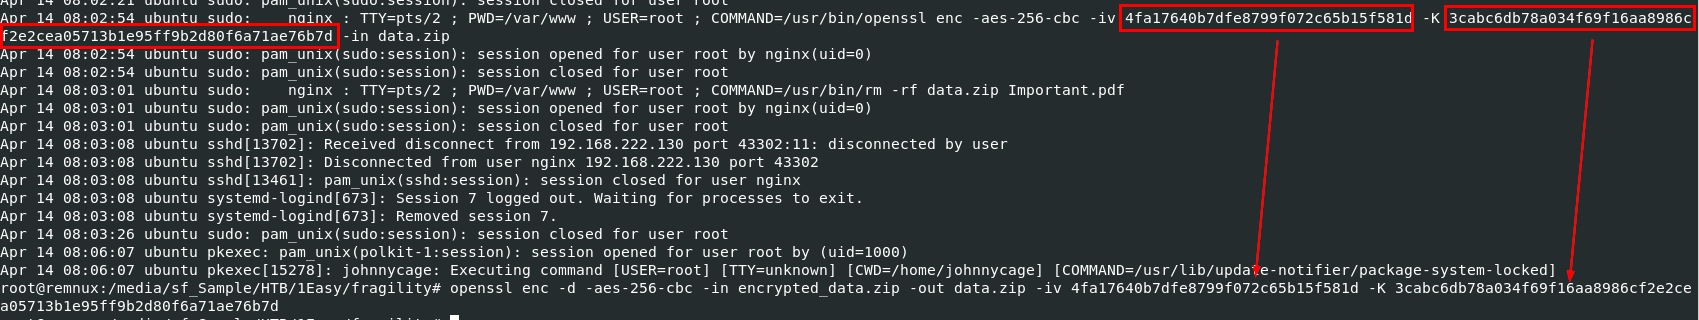 Apr 14 08:02:21 ubuntu sudo: pam_unix(sudo:session): session closed for user root
Apr 14 08:02:54 ubuntu sudo:    nginx : TTY=pts/2 ; PWD=/var/www ; USER=root ; COMMAND=/usr/bin/openssl enc -aes-256-cbc -iv 4fa17640b7dfe8799f072c65b15f581d -K 3cabc6db78a034f69f16aa8986c
f2e2cea05713b1e95ff9b2d80f6a71ae76b7d -in data.zip
Apr 14 08:02:54 ubuntu sudo: pam_unix(sudo:session): session opened for user root by nginx(uid=0)
Apr 14 08:02:54 ubuntu sudo: pam_unix(sudo:session): session closed for user root
Apr 14 08:03:01 ubuntu sudo:    nginx : TTY=pts/2 ; PWD=/var/www ; USER=root ; COMMAND=/usr/bin/rm -rf data.zip Important.pdf
Apr 14 08:03:01 ubuntu sudo: pam_unix(sudo:session): session opened for user root by nginx(uid=0)
Apr 14 08:03:01 ubuntu sudo: pam_unix(sudo:session): session closed for user root
Apr 14 08:03:08 ubuntu sshd[13702]: Received disconnect from 192.168.222.130 port 43302:11: disconnected by user
Apr 14 08:03:08 ubuntu sshd[13702]: Disconnected from user nginx 192.168.222.130 port 43302
Apr 14 08:03:08 ubuntu sshd[13461]: pam_unix(sshd:session): session closed for user nginx
Apr 14 08:03:08 ubuntu systemd-logind[673]: Session 7 logged out. Waiting for processes to exit.
Apr 14 08:03:08 ubuntu systemd-logind[673]: Removed session 7.
Apr 14 08:03:26 ubuntu sudo: pam_unix(sudo:session): session closed for user root
Apr 14 08:06:07 ubuntu pkexec: pam_unix(polkit-1:session): session opened for user root by (uid=1000)
Apr 14 08:06:07 ubuntu pkexec[15278]: johnnycage: Executing command [USER=root] [TTY=unknown] [CWD=/home/johnnycage] [COMMAND=/usr/lib/update-notifier/package-system-locked]
root@remnux:/media/sf_Sample/HTB/1Easy/fragility# openssl enc -d -aes-256-cbc -in encrypted_data.zip -out data.zip -iv 4fa17640b7dfe8799f072c65b15f581d -K 3cabc6db78a034f69f16aa8986cf2e2ce
a05713b1e95ff9b2d80f6a71ae76b7d